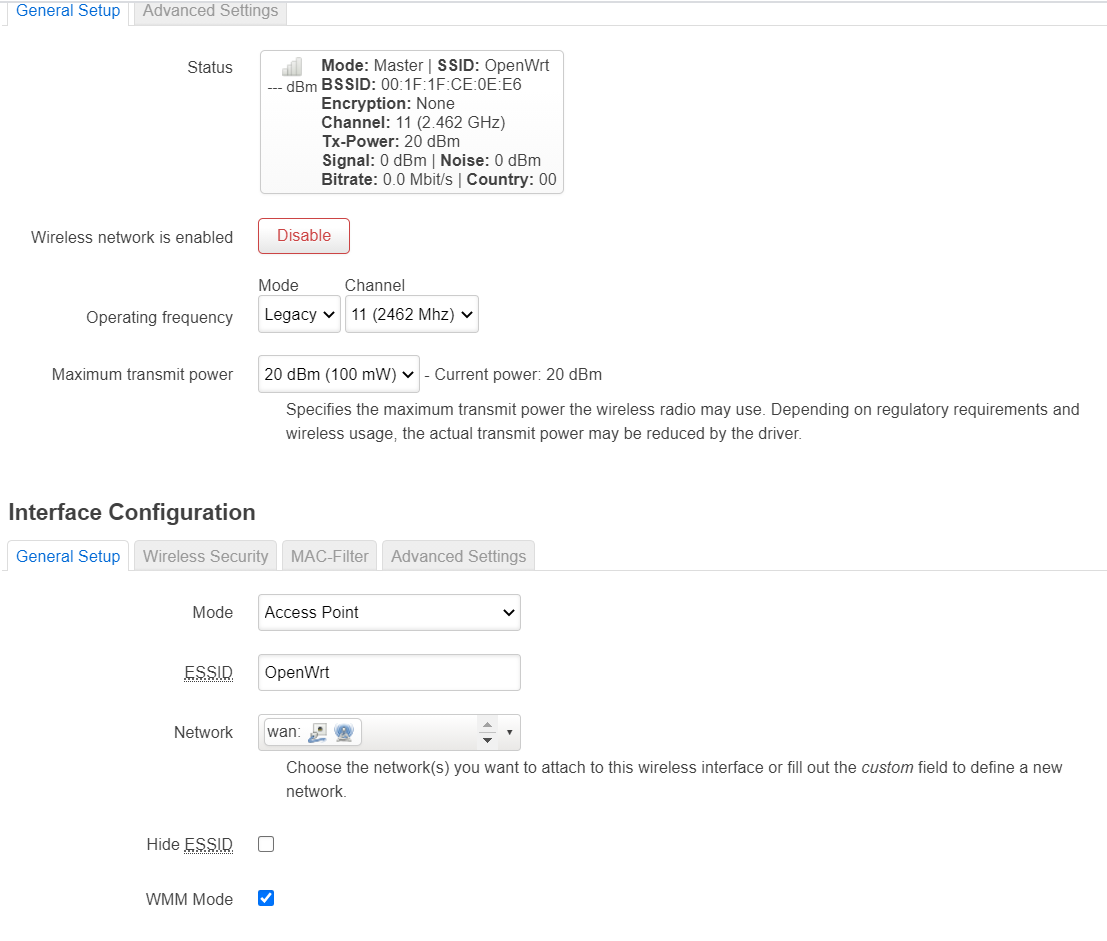 General Setup Advanced Settings
Status
Mode: Master | SSID: OpenWrt
--- dBm BSSID: 00:1F:1F:CE:0E:E6
Encryption: None
Channel: 11 (2.462 GHz)
Tx-Power: 20 dBm
Signal: 0 dBm | Noise: 0 dBm
Bitrate: 0.0 Mbit/s | Country: 00
Wireless network is enabled Disable
Mode Channel
Operating frequency Legacy 11 (2462 Mhz)
Maximum transmit power 20 dBm (100 mW) - Current power: 20 dBm
Specifies the maximum transmit power the wireless radio may use. Depending on regulatory requirements and
wireless usage, the actual transmit power may be reduced by the driver.
Interface Configuration
General Setup Wireless Security MAC-Filter Advanced Settings
Mode Access Point
ESSID OpenWrt
Network wan:
Choose the network(s) you want to attach to this wireless interface or fill out the custom field to define a new
network.
Hide ESSID
WMM Mode